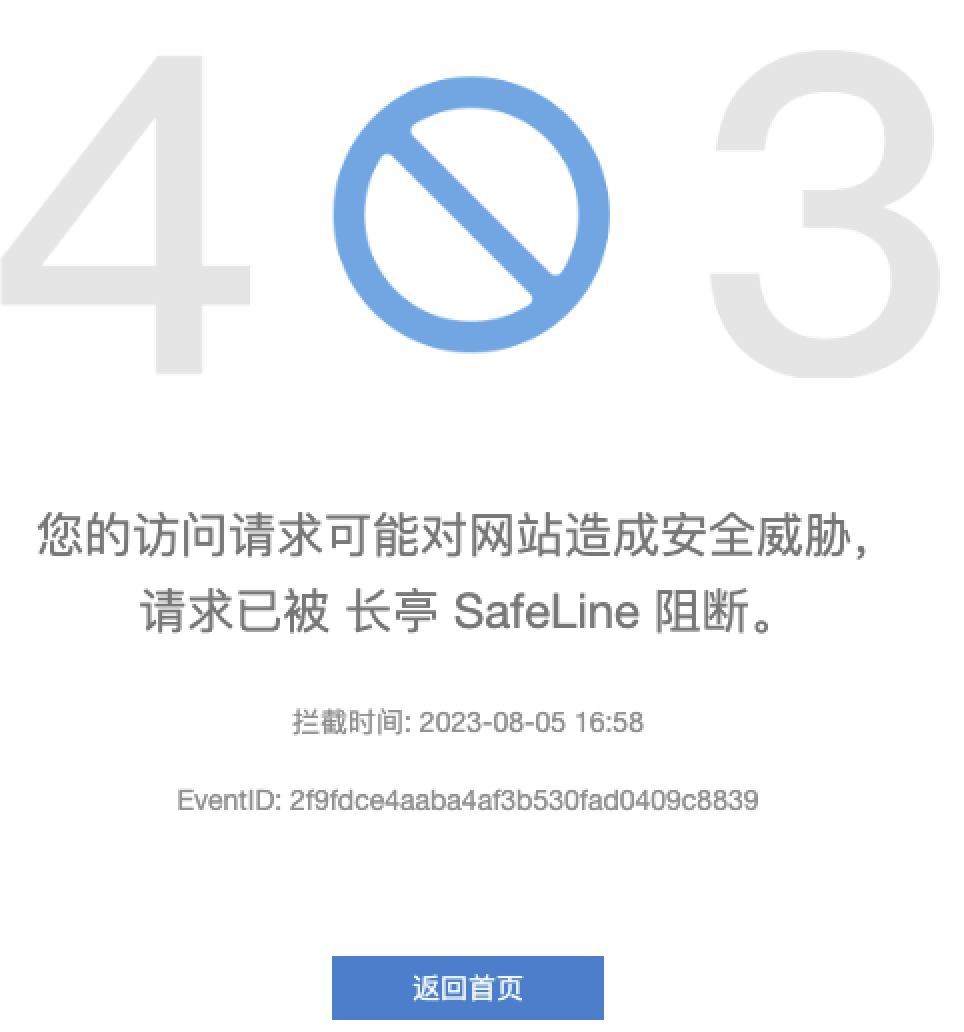 403
您的访问请求可能对网站造成安全威胁，
请求已被 长亭 SafeLine 阻断。
拦截时间: 2023-08-05 16:58
EventID: 2f9fdce4aaba4af3b530fad0409c8839
返回首页